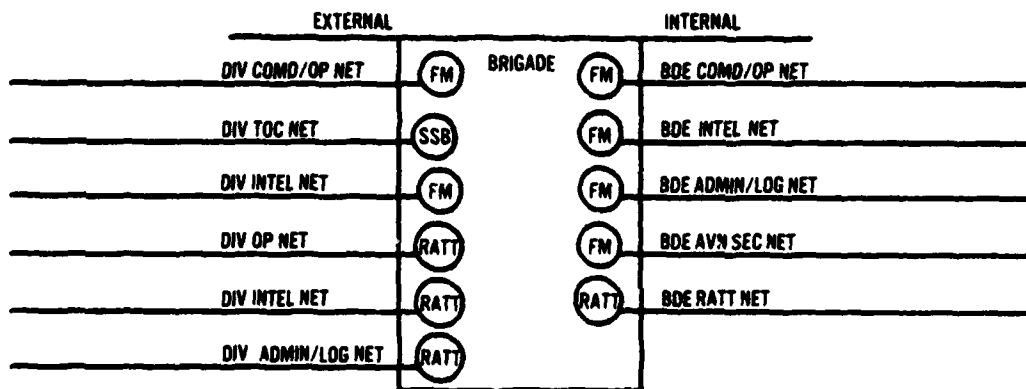 EXTERNAL INTERNAL
BRIGADE
DIV COMD/OP NET FM FM BDE COMD/OP NET
DIV TOC NET SSB FM BDE INTEL NET
DIV INTEL NET FM FM BDE ADMIN/LOG NET
DIV OP NET RATT FM BDE AVN SEC NET
DIV INTEL NET RATT RATT BDE RATT NET
DIV ADMIN/LOG NET RATT